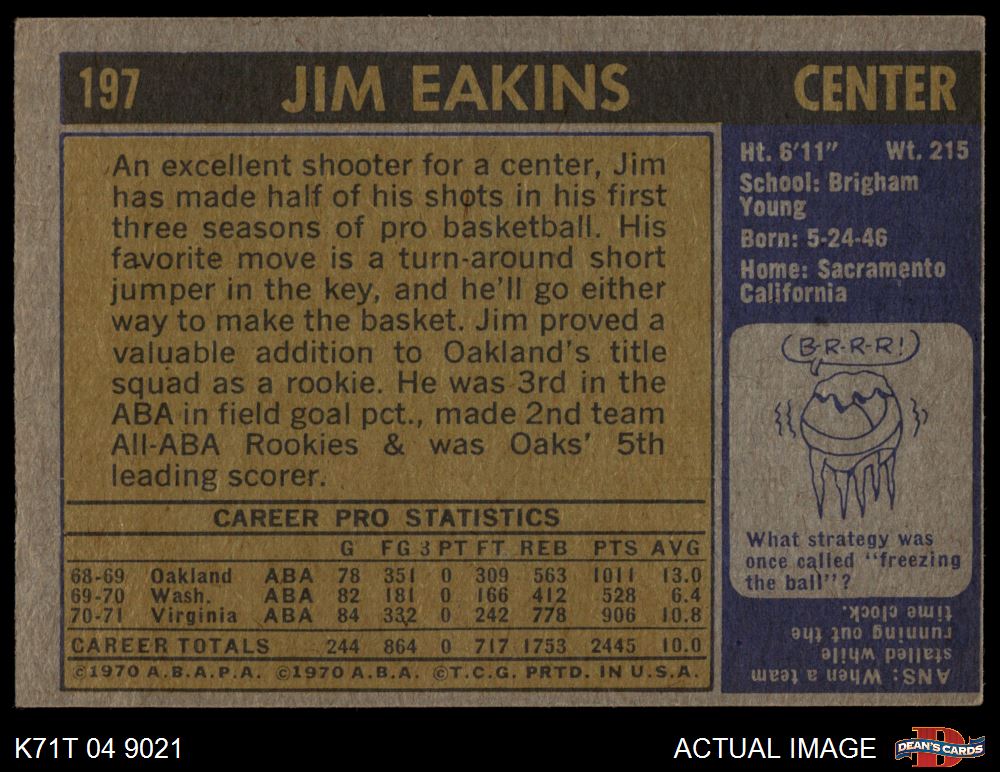 197 JIM EAKINS CENTER
An excellent shooter for a center, Jim
has made half of his shots in his first
three seasons of pro basketball. His
favorite move is a turn-around short
jumper in the key, and he'll go either
way to make the basket. Jim proved a
valuable addition to Oakland's title
squad as a rookie. He was 3rd in the
ABA in field goal pct., made 2nd team
All-ABA Rookies & was Oaks' 5th
leading scorer.
CAREER PRO STATISTICS
G FG 3 PT FT. REB PTS AVG
68-69 Oakland ABA 78 351 0 309 563 1011 13.0
69-70 Wash. ABA 82 181 0 166 412 528 6.4
70-71 Virginia ABA 84 332 0 242 778 906 10.8
CAREER TOTALS 244 864 0 717 1753 2445 10.0
©1970 A.B.A.P.A. ©1970 A.B.A. ©T.C.G. PRTD. IN U.S.A.
Ht. 6'11" Wt. 215
School: Brigham
Young
Born: 5-24-46
Home: Sacramento
California
B-R-R-R!
What strategy was
once called "freezing
the ball"?
ANS: When a team
stalled while
running out the
time clock.
K71T 04 9021 ACTUAL IMAGE D DEAN'S CARDS